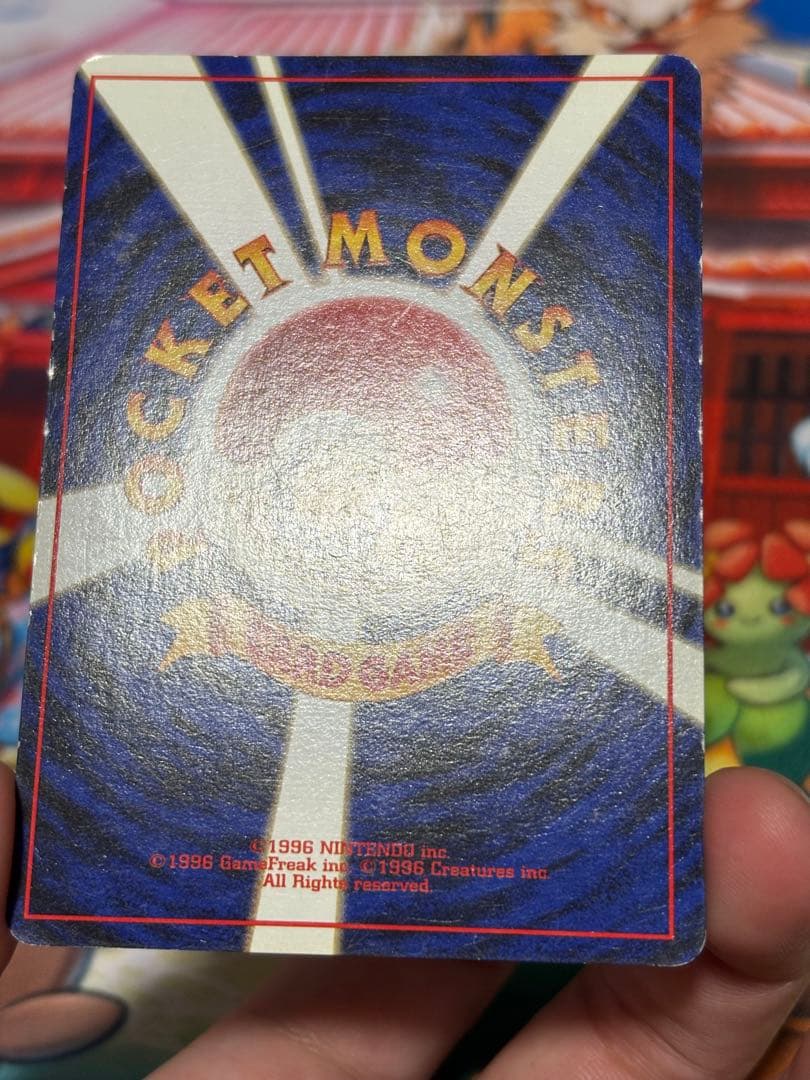 POCKET MONSTERS
CARD GAME
©1996 NINTENDO inc.
©1996 GameFreak inc. ©1996 Creatures inc.
All Rights reserved.